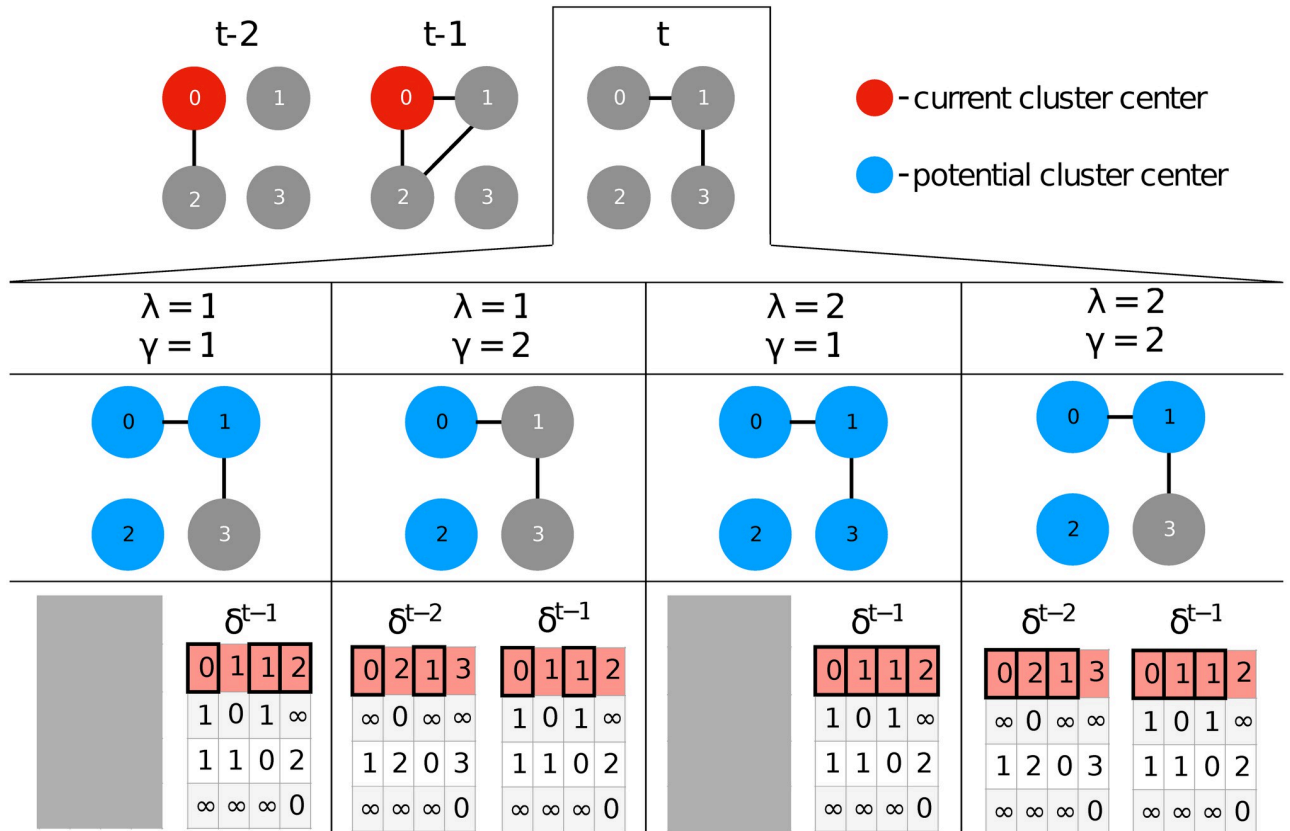 t-2 t-1 t
0 1 0 1 0 1
- current cluster center
- potential cluster center
2 3 2 3 2 3
λ = 1 λ = 1 λ = 2 λ = 2
γ = 1 γ = 2 γ = 1 γ = 2
0 1 0 1 0 1 0 1
2 3 2 3 2 3 2 3
δt−1 δt−2 δt−1 δt−1 δt−2 δt−1
0 1 1 2 0 2 1 3 0 1 1 2 0 1 1 2 0 2 1 3 0 1 1 2
1 0 1 ∞ ∞ 0 ∞ ∞ 1 0 1 ∞ 1 0 1 ∞ ∞ 0 ∞ ∞ 1 0 1 ∞
1 1 0 2 1 2 0 3 1 1 0 2 1 1 0 2 1 2 0 3 1 1 0 2
∞ ∞ ∞ 0 ∞ ∞ ∞ 0 ∞ ∞ ∞ 0 ∞ ∞ ∞ 0 ∞ ∞ ∞ 0 ∞ ∞ ∞ 0